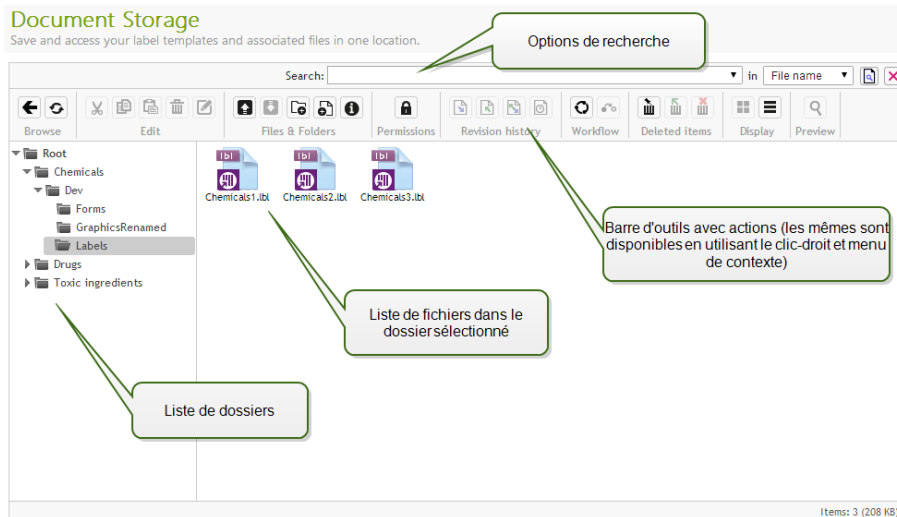 Document Storage
Save and access your label templates and associated files in one location.
Options de recherche
Search:
in
File name
Browse
Edit
Files & Folders
Permissions
Revision history
Workflow
Deleted items
Display
Preview
Root
Chemicals
Dev
Forms
GraphicsRenamed
Labels
Drugs
Toxic ingredients
lbl
lbl
lbl
Chemicals1.lbl
Chemicals2.lbl
Chemicals3.lbl
Barre d'outils avec actions (les mêmes sont
disponibles en utilisant le clic-droit et menu
de contexte)
Liste de fichiers dans le
dossier sélectionné
Liste de dossiers
Items: 3 (208 KB)